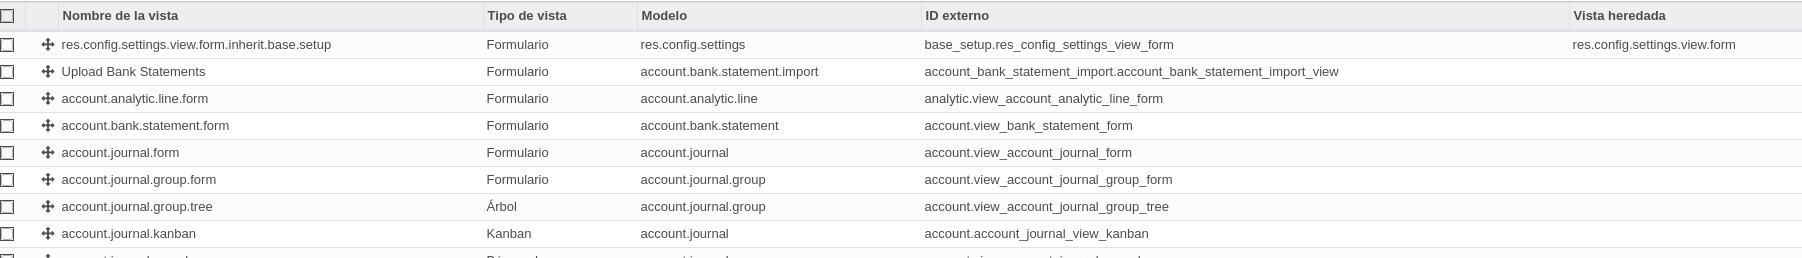 Nombre de la vista Tipo de vista Modelo ID externo Vista heredada
res.config.settings.view.form.inherit.base.setup Formulario res.config.settings base_setup.res_config_settings_view_form res.config.settings.view.form
Upload Bank Statements Formulario account.bank.statement.import account_bank_statement_import.account_bank_statement_import_view
account.analytic.line.form Formulario account.analytic.line analytic.view_account_analytic_line_form
account.bank.statement.form Formulario account.bank.statement account.view_bank_statement_form
account.journal.form Formulario account.journal account.view_account_journal_form
account.journal.group.form Formulario account.journal.group account.view_account_journal_group_form
account.journal.group.tree Árbol account.journal.group account.view_account_journal_group_tree
account.journal.kanban Kanban account.journal account.account_journal_view_kanban